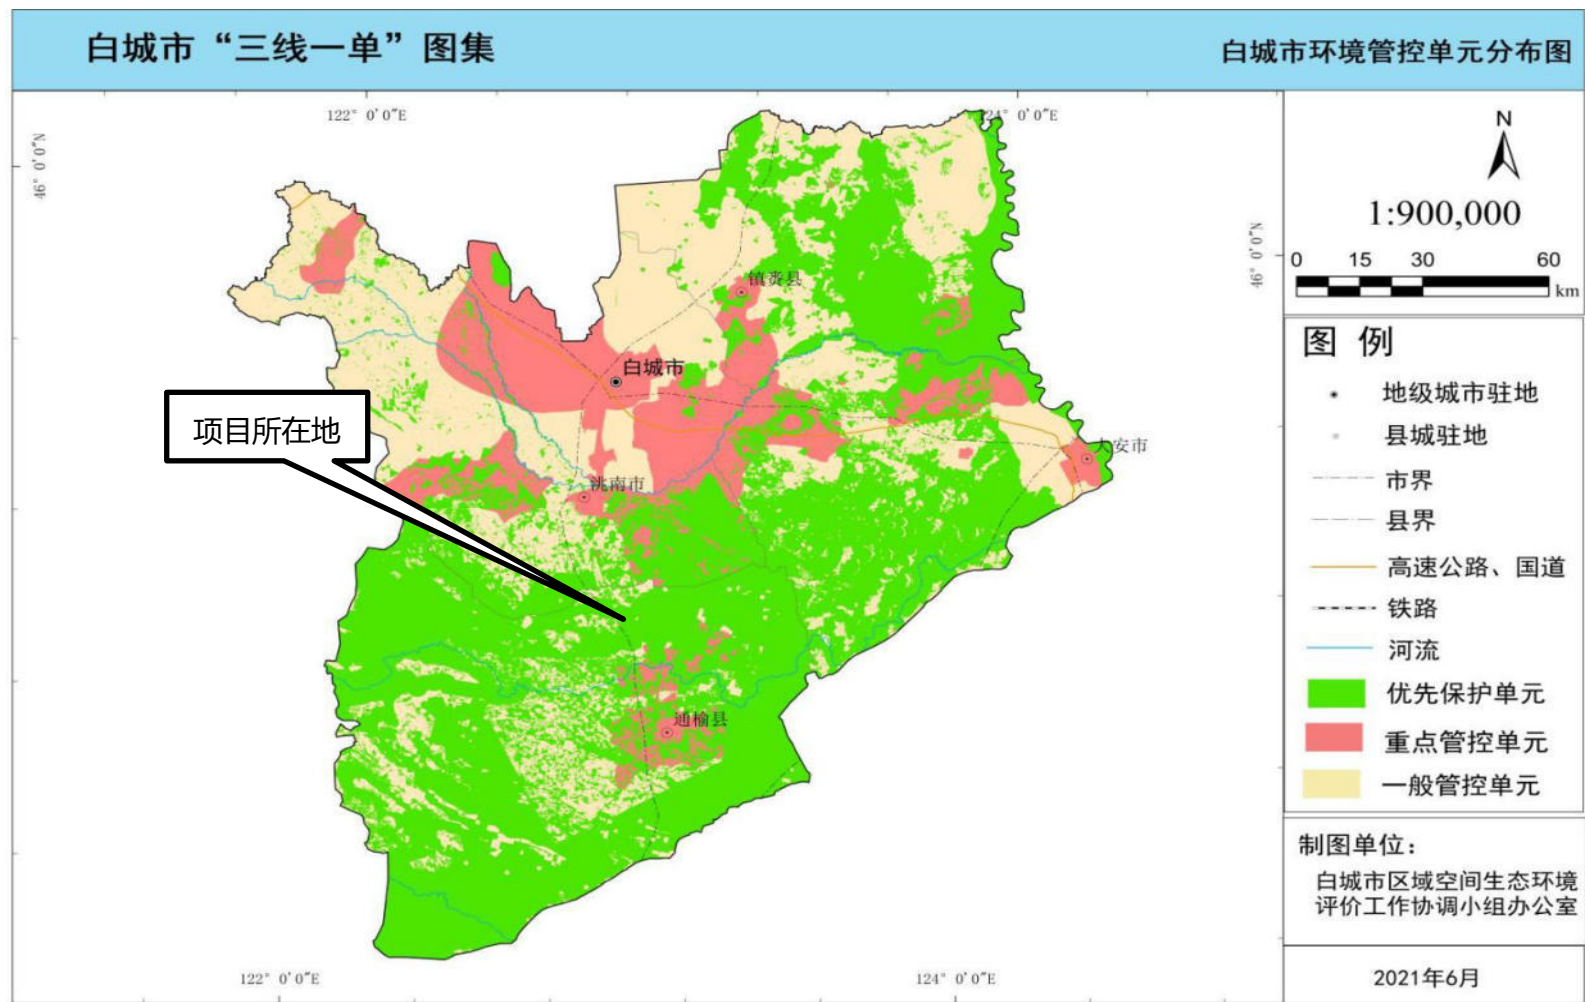 白城市“三线一单”图集
白城市环境管控单元分布图
122° 0′0″E
124° 0′0″E
46° 0′0″N
46° 0′0″N
N
1:900,000
0 15 30 60
km
镇赉县
白城市
项目所在地
大安市
洮南市
通榆县
图 例
地级城市驻地
县城驻地
市界
县界
高速公路、国道
铁路
河流
优先保护单元
重点管控单元
一般管控单元
制图单位：
白城市区域空间生态环境
评价工作协调小组办公室
122° 0′0″E
124° 0′0″E
2021年6月